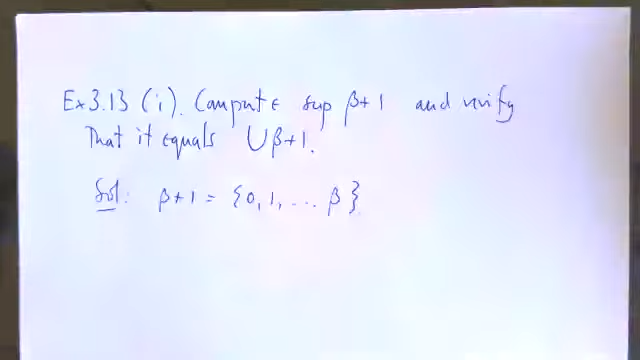 Ex 3.13 (i). Compute sup β+1 and verify
that it equals ∪β+1.
Sol: β+1 = {0, 1, ... β}